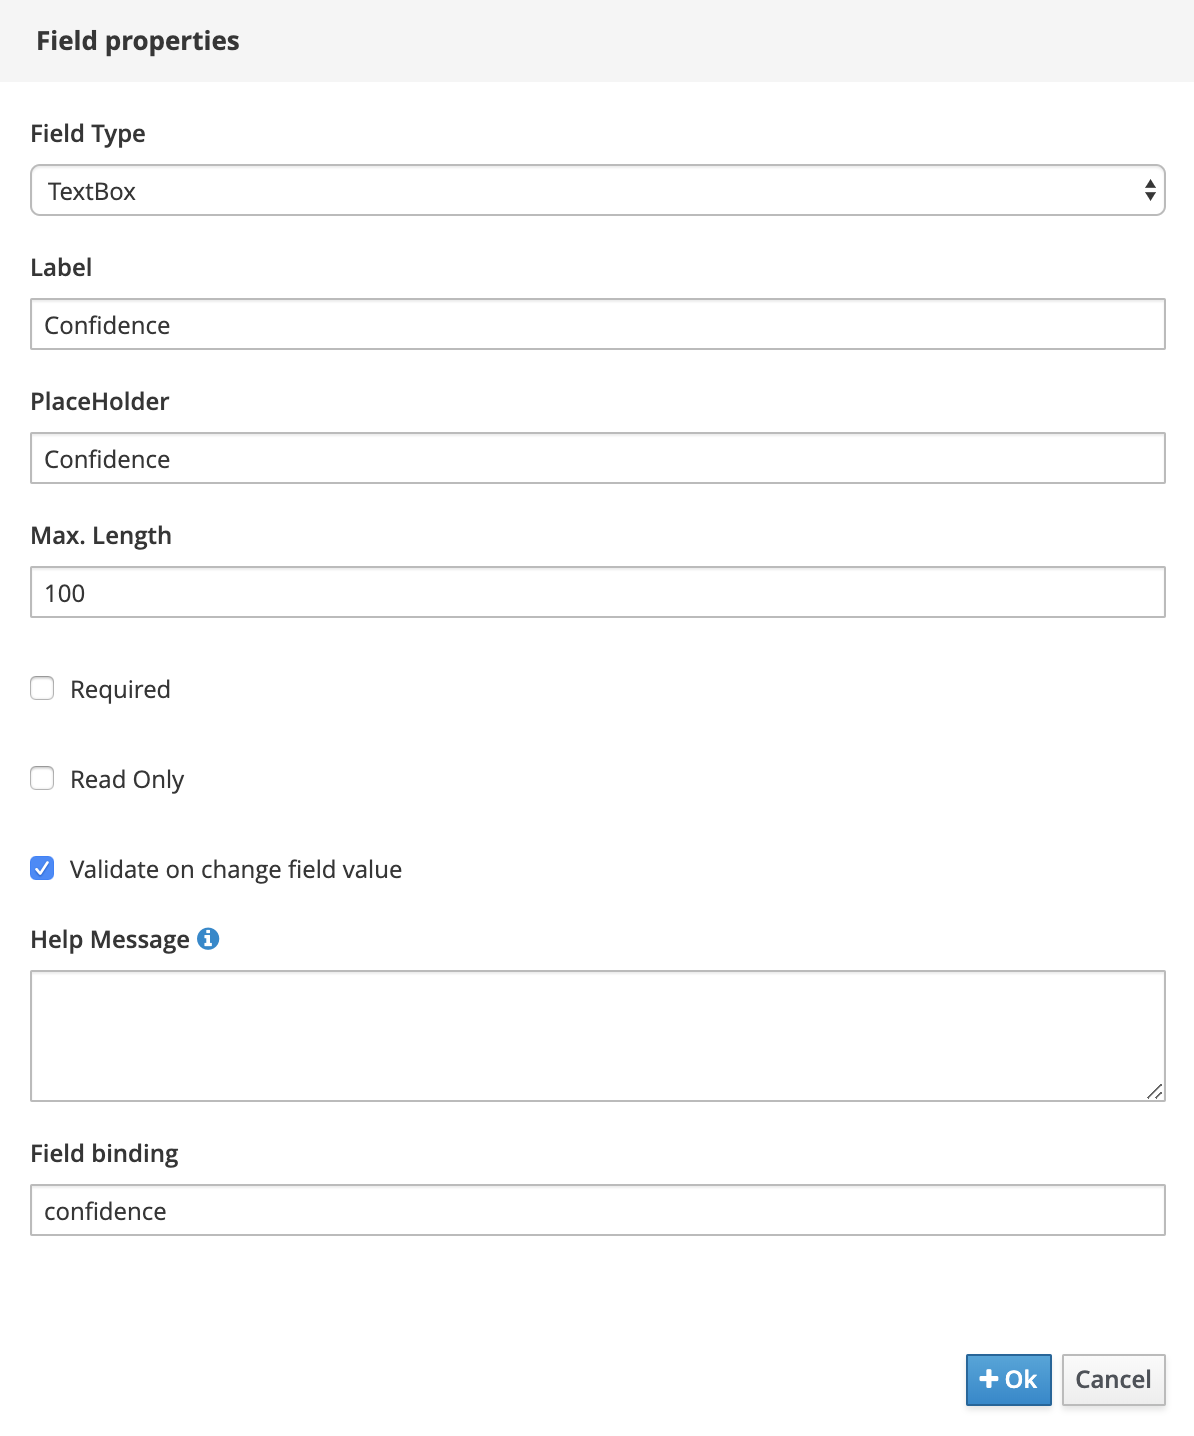 Field properties
Field Type
TextBox
Label
Confidence
PlaceHolder
Confidence
Max. Length
100
Required
Read Only
Validate on change field value
Help Message
Field binding
confidence
Ok Cancel